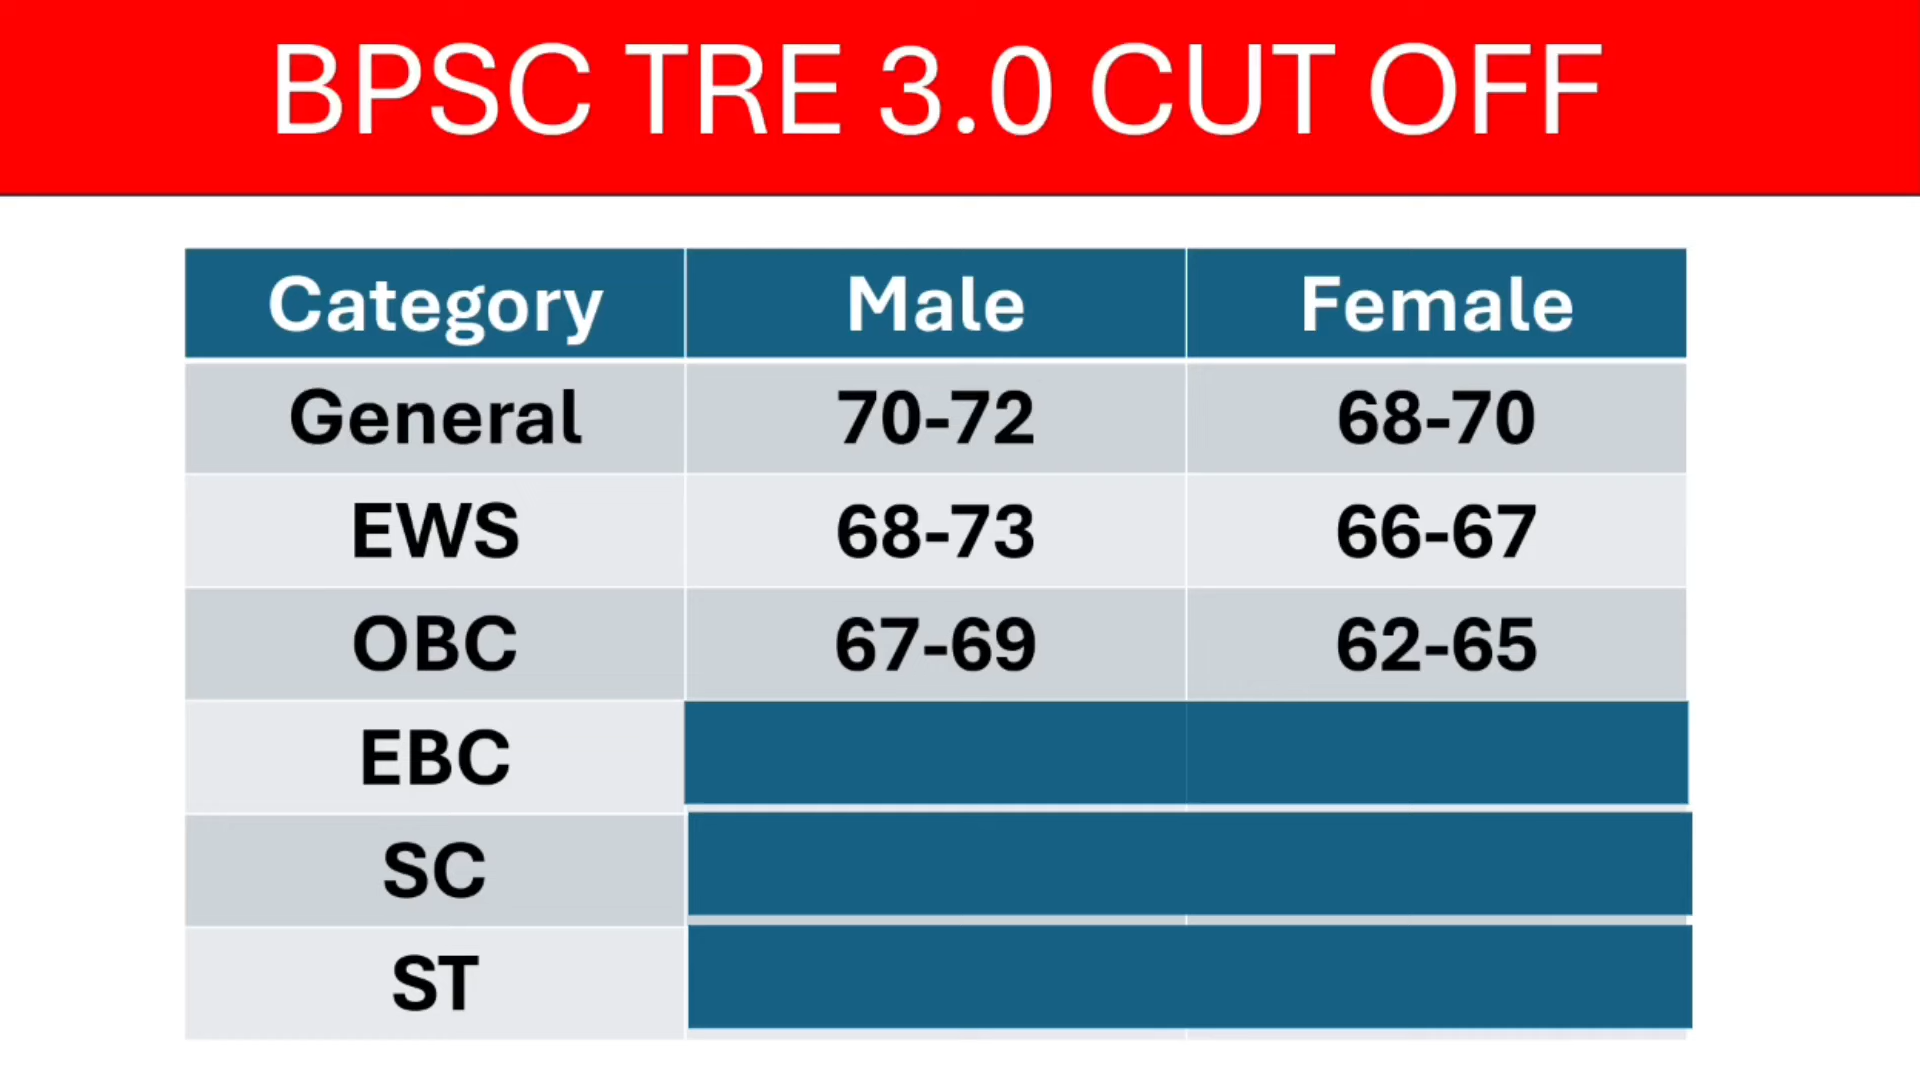 BPSC TRE 3.0 CUT OFF
Category Male Female
General 70-72 68-70
EWS 68-73 66-67
OBC 67-69 62-65
EBC
SC
ST